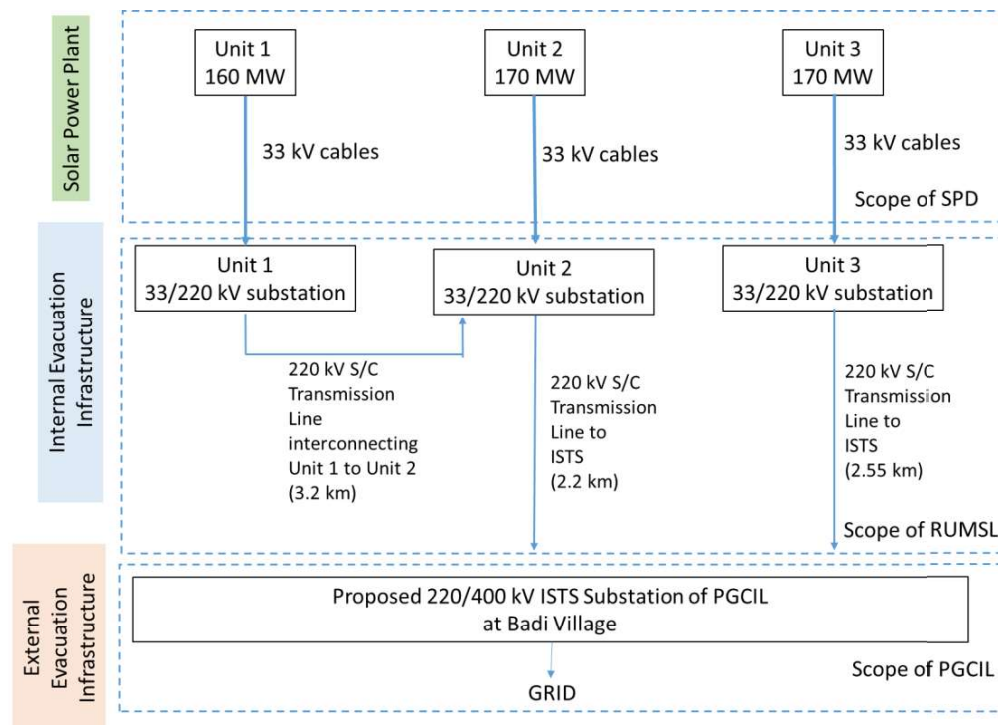 Solar Power Plant
Unit 1
160 MW
Unit 2
170 MW
Unit 3
170 MW
33 kV cables
33 kV cables
33 kV cables
Scope of SPD
Internal Evacuation
Infrastructure
Unit 1
33/220 kV substation
Unit 2
33/220 kV substation
Unit 3
33/220 kV substation
220 kV S/C
Transmission
Line
interconnecting
Unit 1 to Unit 2
(3.2 km)
220 kV S/C
Transmission
Line to
ISTS
(2.2 km)
220 kV S/C
Transmission
Line to
ISTS
(2.55 km)
Scope of RUMSL
External
Evacuation
Infrastructure
Proposed 220/400 kV ISTS Substation of PGCIL
at Badi Village
Scope of PGCIL
GRID